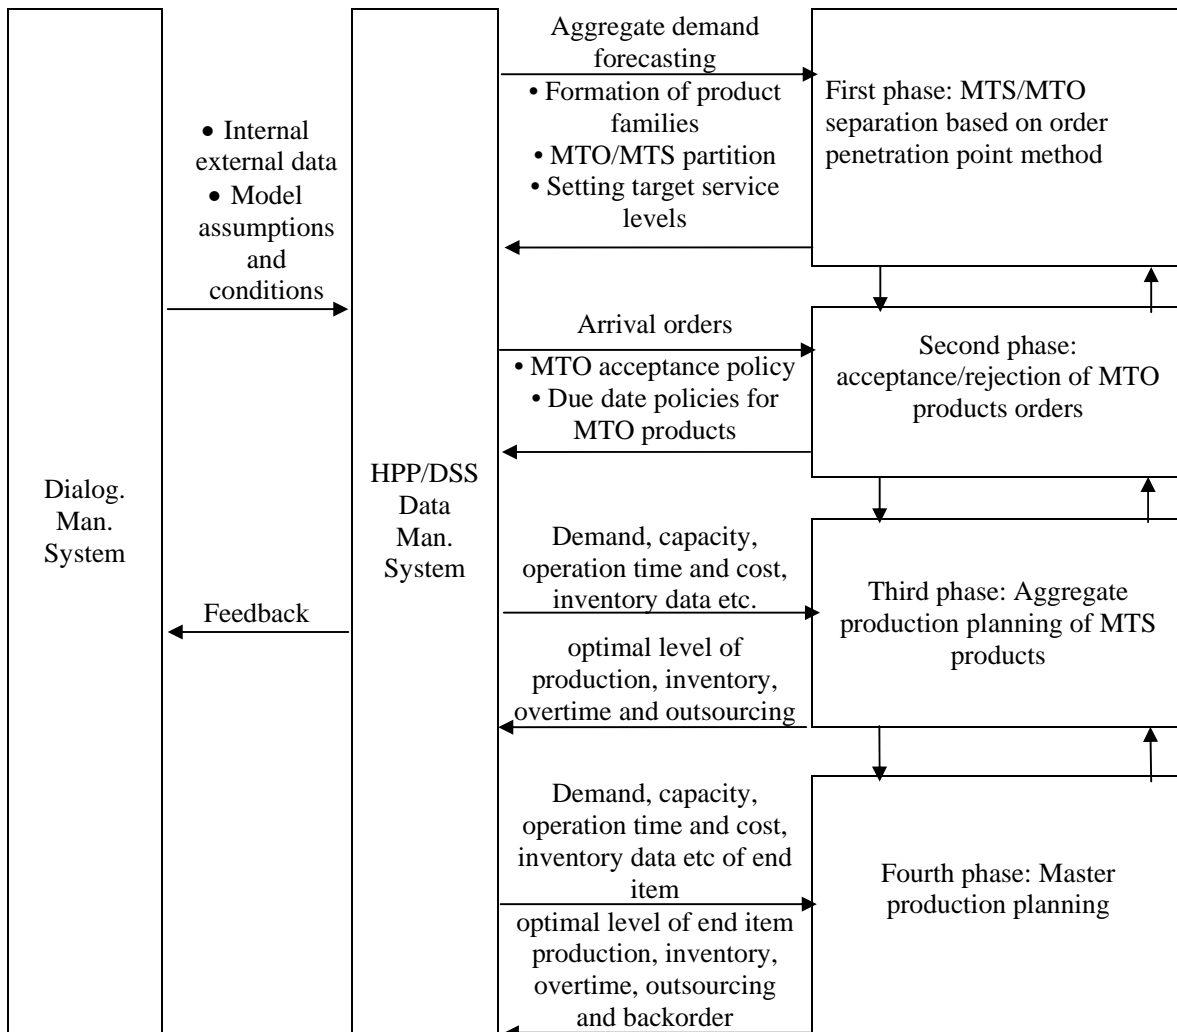 Dialog.
Man.
System
• Internal
external data
• Model
assumptions
and
conditions
Feedback
HPP/DSS
Data
Man.
System
Aggregate demand
forecasting
• Formation of product
families
• MTO/MTS partition
• Setting target service
levels
First phase: MTS/MTO
separation based on order
penetration point method
Arrival orders
• MTO acceptance policy
• Due date policies for
MTO products
Second phase:
acceptance/rejection of MTO
products orders
Demand, capacity,
operation time and cost,
inventory data etc.
optimal level of
production, inventory,
overtime and outsourcing
Third phase: Aggregate
production planning of MTS
products
Demand, capacity,
operation time and cost,
inventory data etc of end
item
optimal level of end item
production, inventory,
overtime, outsourcing
and backorder
Fourth phase: Master
production planning